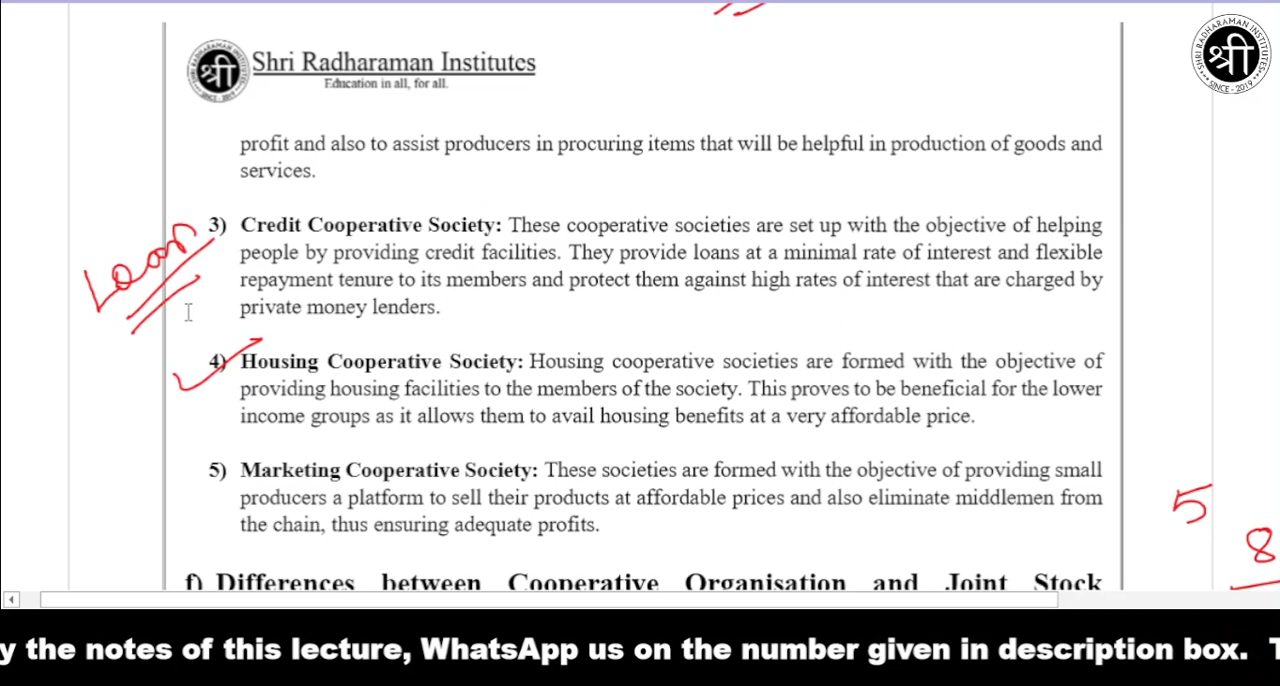 Shri Radharaman Institutes
Education in all, for all.
श्री
SHRI RADHARAMAN INSTITUTES
SINCE - 2019
profit and also to assist producers in procuring items that will be helpful in production of goods and
services.
Loan
3) Credit Cooperative Society: These cooperative societies are set up with the objective of helping
people by providing credit facilities. They provide loans at a minimal rate of interest and flexible
repayment tenure to its members and protect them against high rates of interest that are charged by
private money lenders.
4) Housing Cooperative Society: Housing cooperative societies are formed with the objective of
providing housing facilities to the members of the society. This proves to be beneficial for the lower
income groups as it allows them to avail housing benefits at a very affordable price.
5) Marketing Cooperative Society: These societies are formed with the objective of providing small
producers a platform to sell their products at affordable prices and also eliminate middlemen from
the chain, thus ensuring adequate profits.
5
8
f) Differences between Cooperative Organisation and Joint Stock
y the notes of this lecture, WhatsApp us on the number given in description box. T